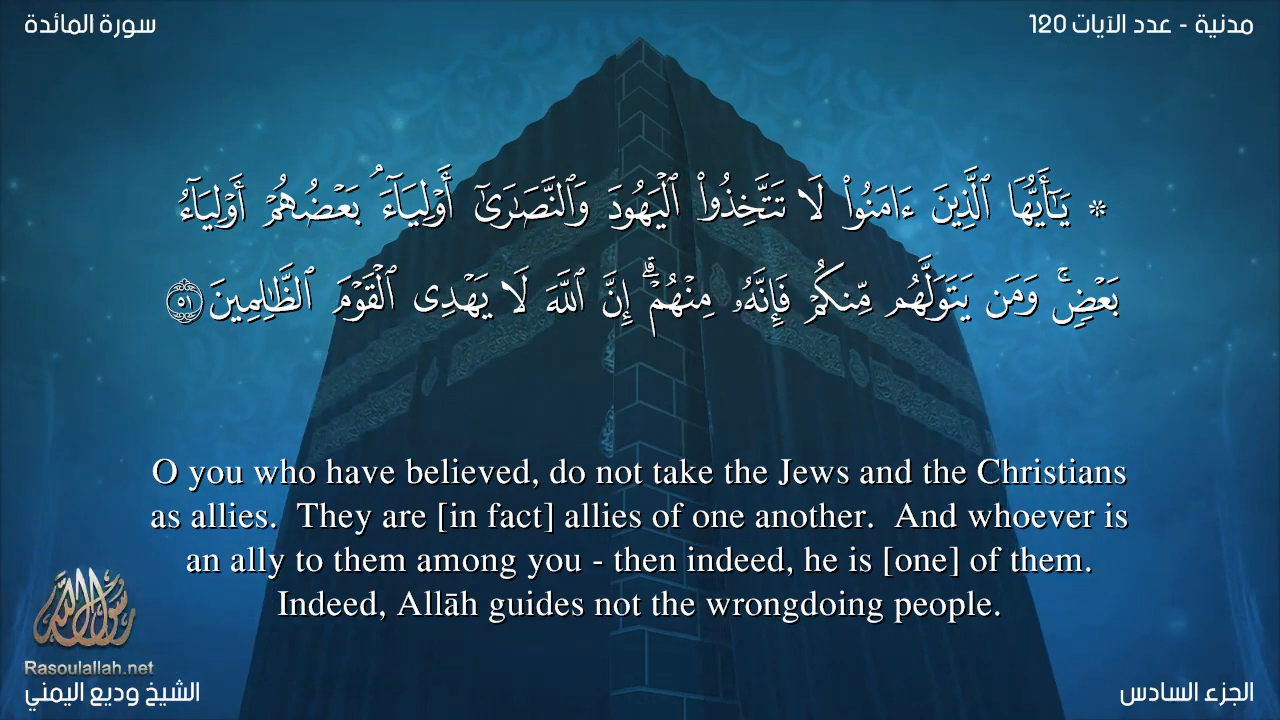 سورة المائدة
مدنية - عدد الآيات 120
* يَـٰٓأَيُّهَا ٱلَّذِينَ ءَامَنُوا۟ لَا تَتَّخِذُوا۟ ٱلْيَهُودَ وَٱلنَّصَـٰرَىٰٓ أَوْلِيَآءَ ۘ بَعْضُهُمْ أَوْلِيَآءُ
بَعْضٍ ۚ وَمَن يَتَوَلَّهُم مِّنكُمْ فَإِنَّهُۥ مِنْهُمْ ۗ إِنَّ ٱللَّهَ لَا يَهْدِى ٱلْقَوْمَ ٱلظَّـٰلِمِينَ ٥١
O you who have believed, do not take the Jews and the Christians
as allies.  They are [in fact] allies of one another.  And whoever is
an ally to them among you - then indeed, he is [one] of them.
Indeed, Allāh guides not the wrongdoing people.
رسول الله
Rasoulallah.net
الشيخ وديع اليمني
الجزء السادس